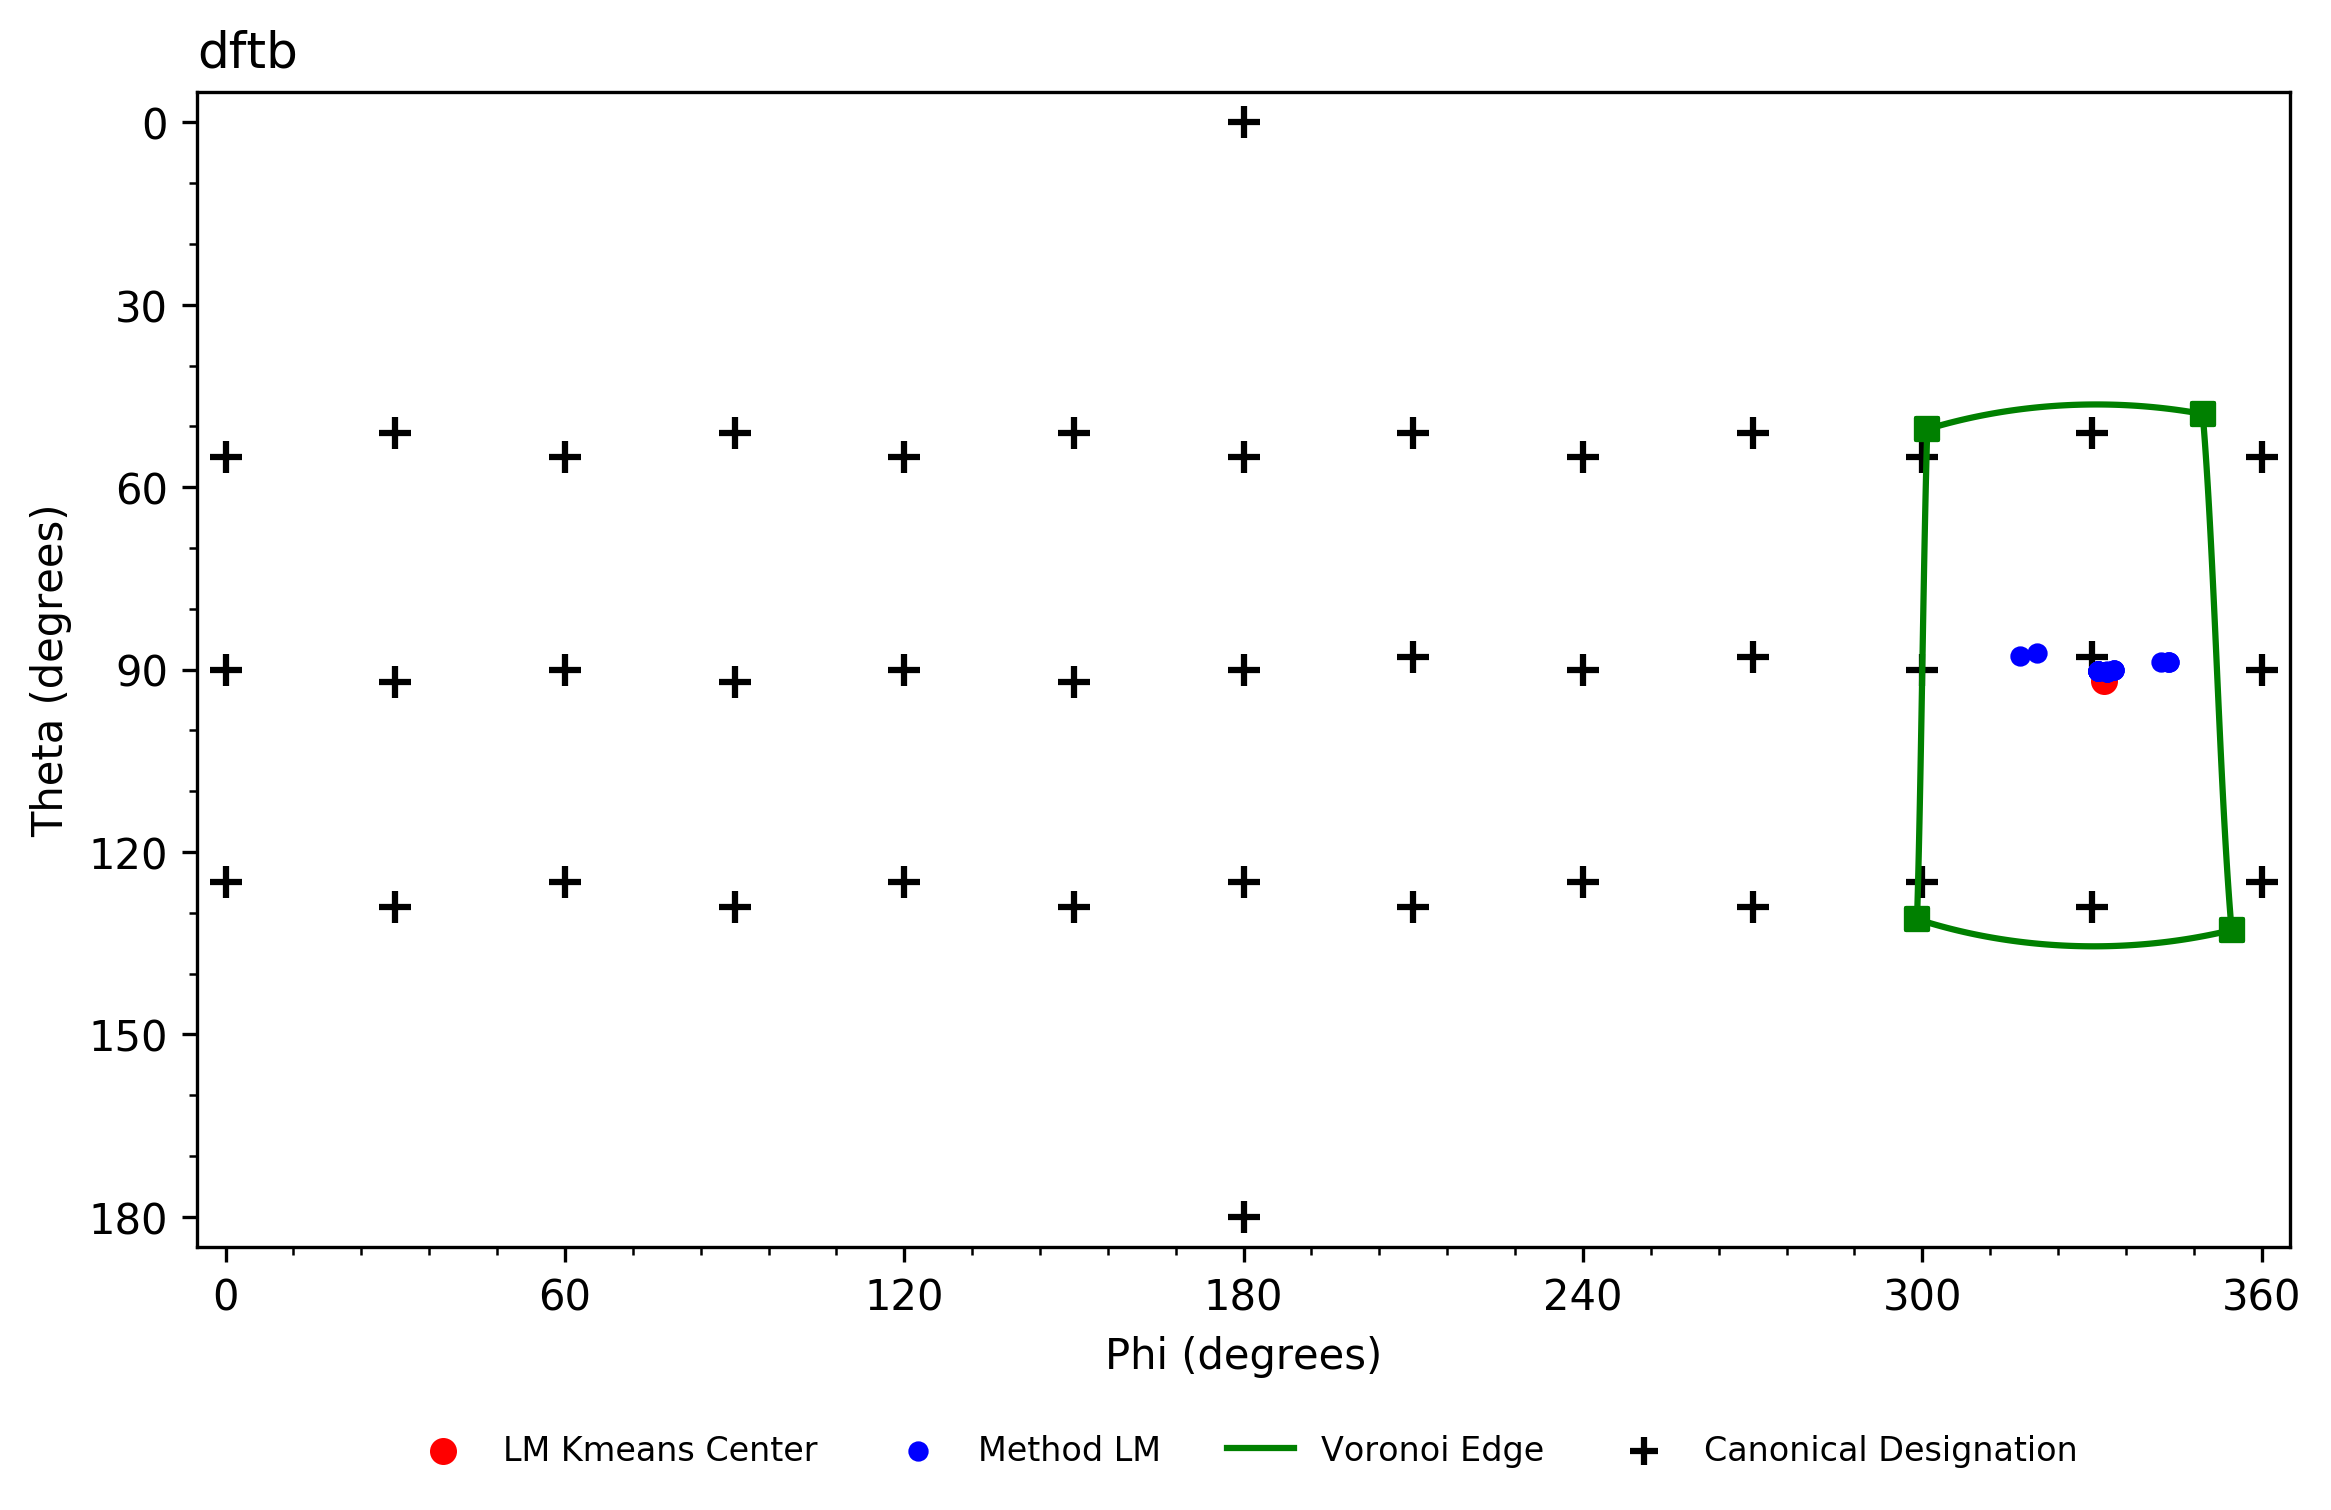 dftb
0
30
60
90
120
150
180
Theta (degrees)
0 60 120 180 240 300 360
Phi (degrees)
LM Kmeans Center Method LM Voronoi Edge Canonical Designation